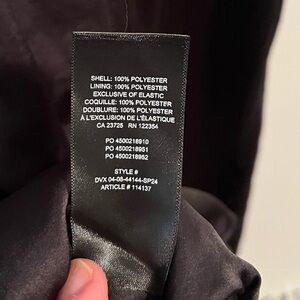 SHELL: 100% POLYESTER
LINING: 100% POLYESTER
EXCLUSIVE OF ELASTIC
COQUILLE: 100% POLYESTER
DOUBLURE: 100% POLYESTER
À L'EXCLUSION DE L'ÉLASTIQUE
CA 23725 RN 122354
PO 4500218910
PO 4500218951
PO 4500218962
STYLE #
DVX 04-08-44144-SP24
ARTICLE # 114137